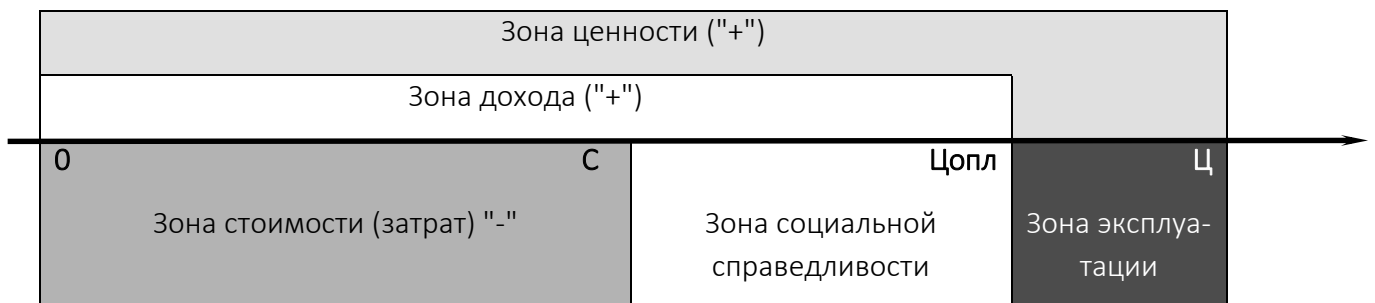 Зона ценности ("+")
Зона дохода ("+")
0 С Цопл Ц
Зона стоимости (затрат) "-"
Зона социальной
справедливости
Зона эксплуа-
тации